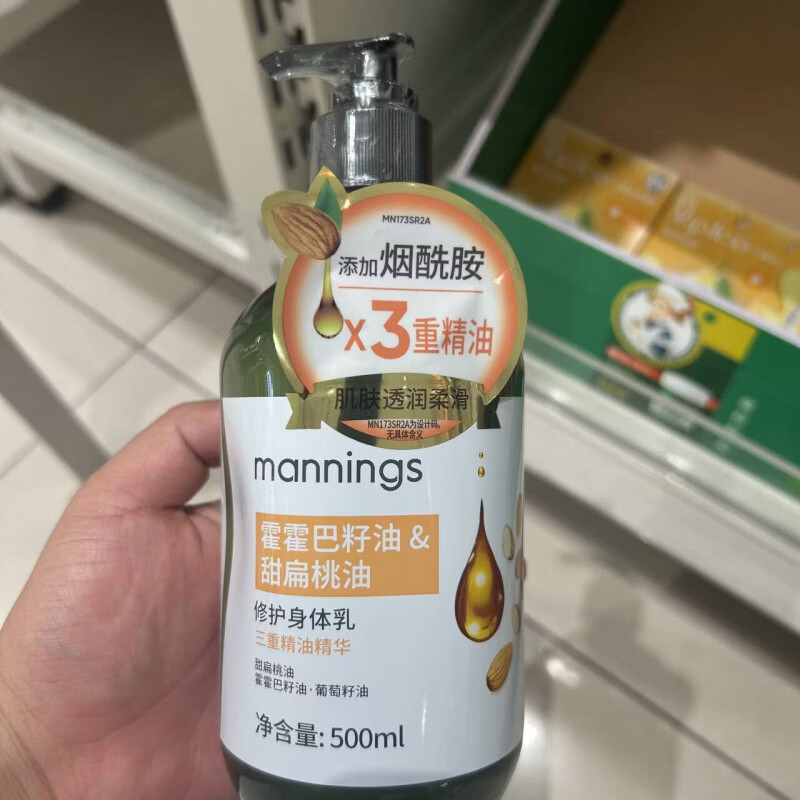 MN173SR2A
添加烟酰胺
x3重精油
肌肤透润柔滑
MN173SR2A为设计码,
无具体含义
mannings
霍霍巴籽油 &
甜扁桃油
修护身体乳
三重精油精华
甜扁桃油
霍霍巴籽油·葡萄籽油
净含量: 500ml